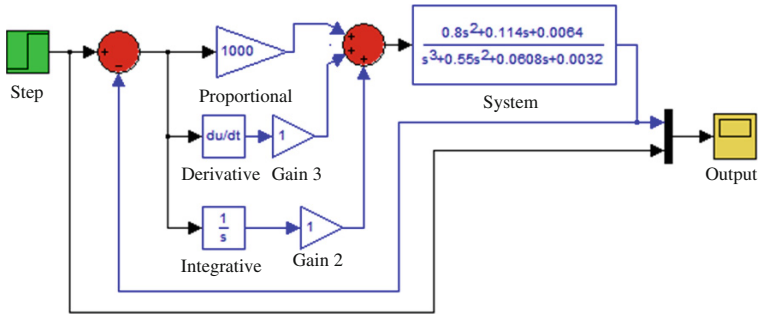 0.8s²+0.114s+0.0064
s³+0.55s²+0.0608s+0.0032
+
+
1000
+
+
−
Step
Proportional
System
du/dt
1
Derivative
Gain 3
Output
1
s
1
Integrative
Gain 2